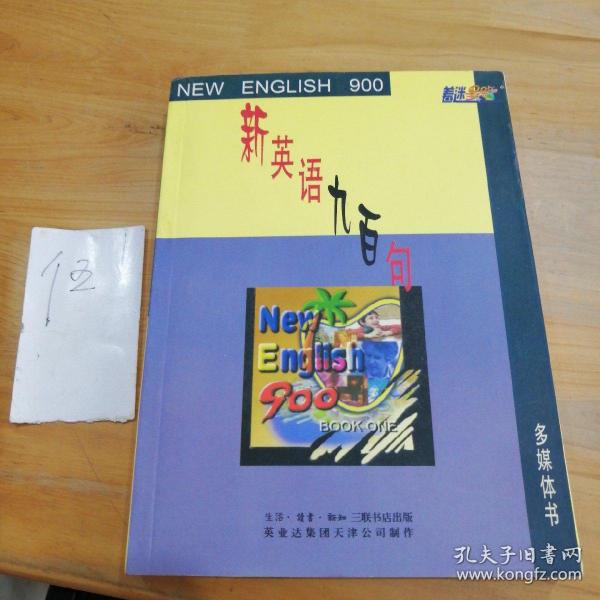 NEW ENGLISH 900
新英语九百句
New
English
900
BOOK ONE
多媒体书
生活·读书·新知 三联书店出版
英业达集团天津公司制作
伍
孔夫子旧书网
www.kongfz.com